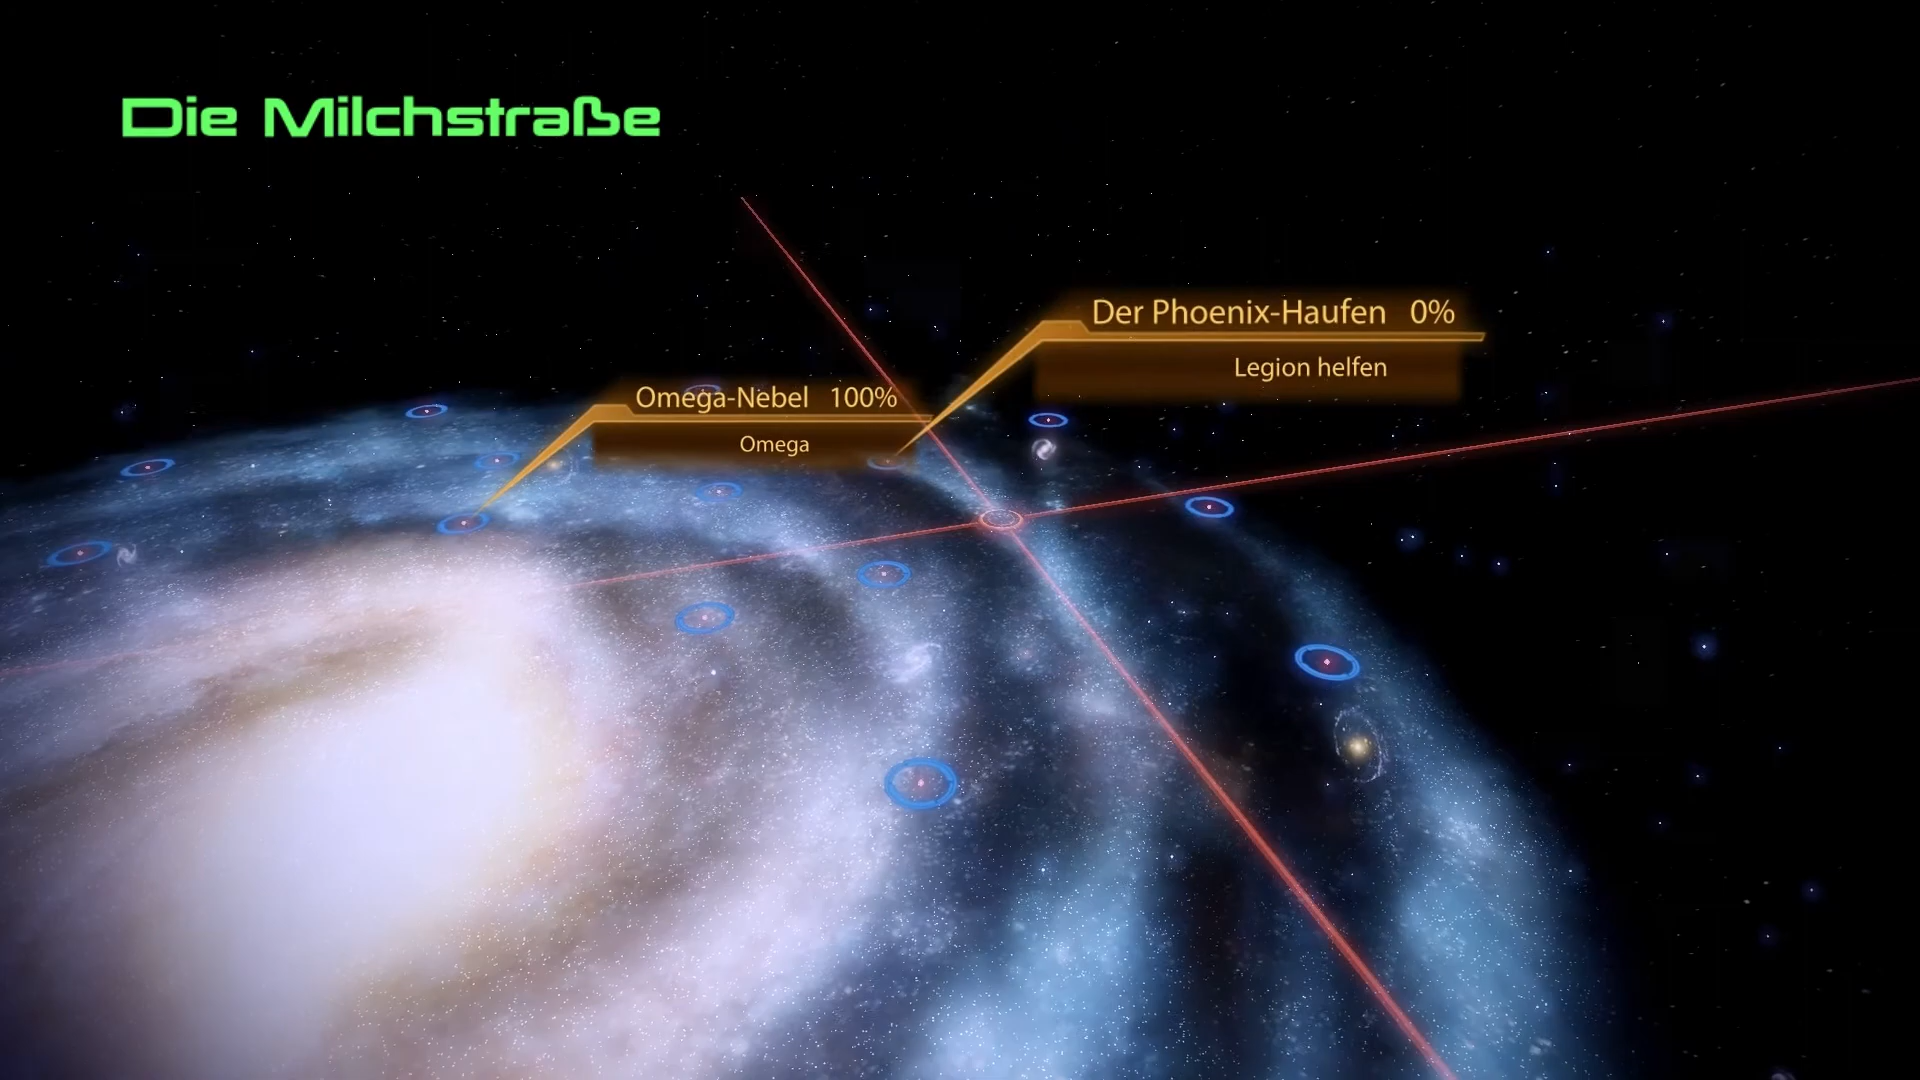 Die Milchstraße
Der Phoenix-Haufen 0%
Legion helfen
Omega-Nebel 100%
Omega